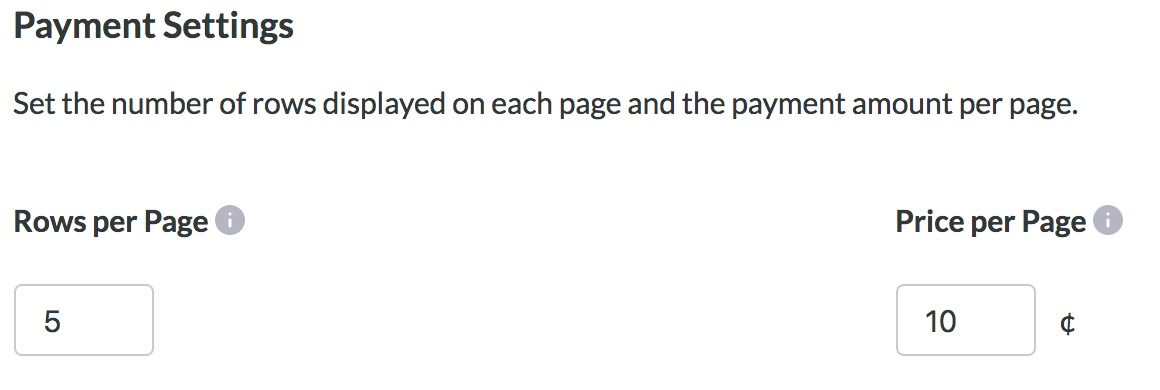 Payment Settings
Set the number of rows displayed on each page and the payment amount per page.
Rows per Page i
Price per Page i
5
10 ¢